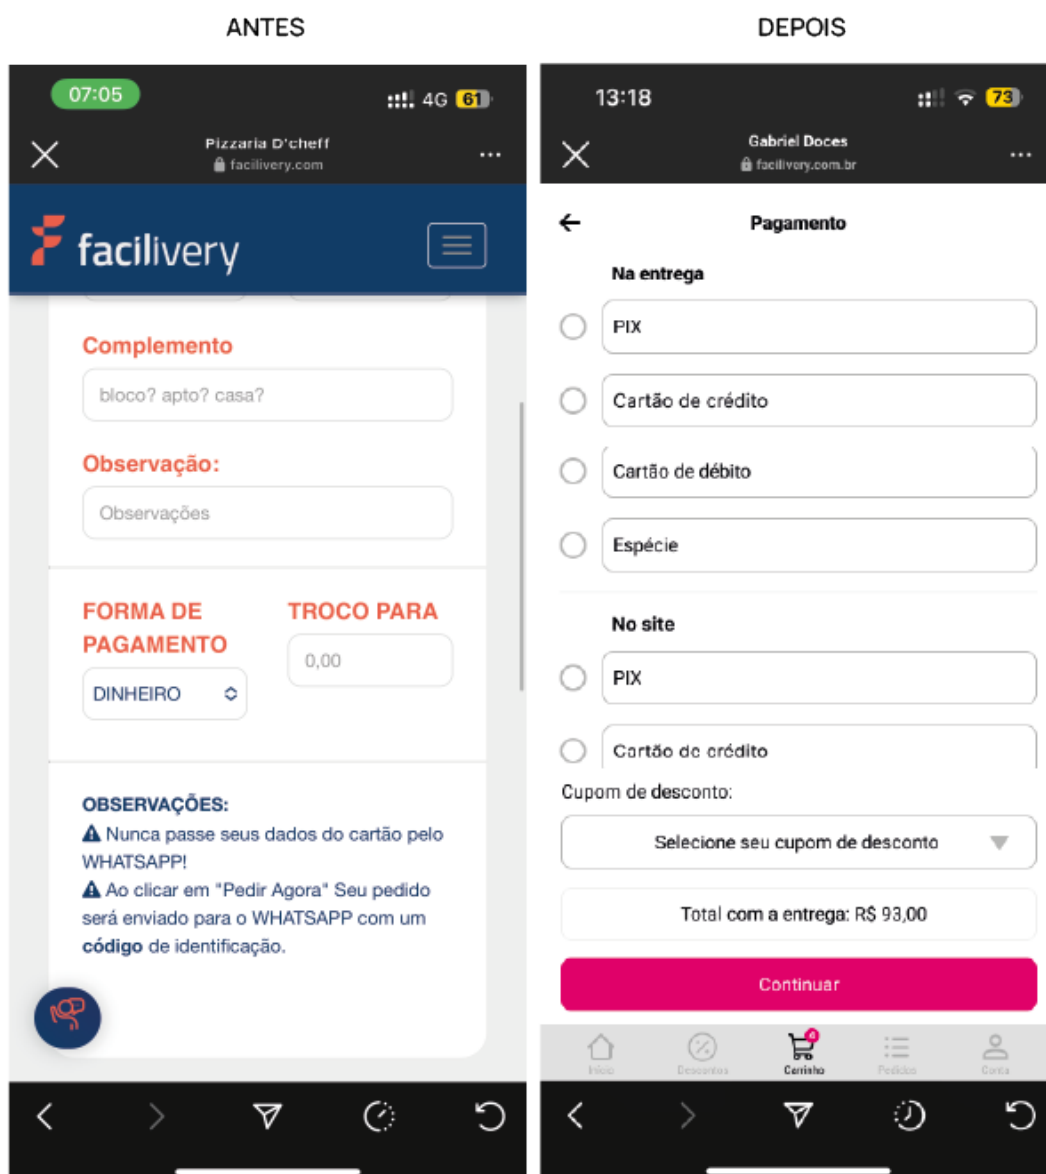 ANTES
07:05
4G 61
Pizzaria D'cheff
facilivery.com
facilivery
Complemento
bloco? apto? casa?
Observação:
Observações
FORMA DE
PAGAMENTO
TROCO PARA
0,00
DINHEIRO
OBSERVAÇÕES:
Nunca passe seus dados do cartão pelo
WHATSAPP!
Ao clicar em "Pedir Agora" Seu pedido
será enviado para o WHATSAPP com um
código de identificação.
DEPOIS
13:18
73
Gabriel Doces
facilivery.com.br
Pagamento
Na entrega
PIX
Cartão de crédito
Cartão de débito
Espécie
No site
PIX
Cartão de crédito
Cupom de desconto:
Selecione seu cupom de desconto
Total com a entrega: R$ 93,00
Continuar
Início
Descontos
Carrinho
Pedidos
Conta